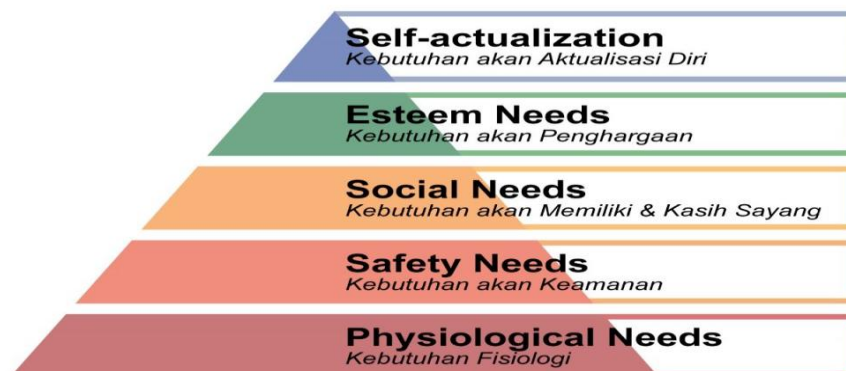 Self-actualization
Kebutuhan akan Aktualisasi Diri
Esteem Needs
Kebutuhan akan Penghargaan
Social Needs
Kebutuhan akan Memiliki & Kasih Sayang
Safety Needs
Kebutuhan akan Keamanan
Physiological Needs
Kebutuhan Fisiologi